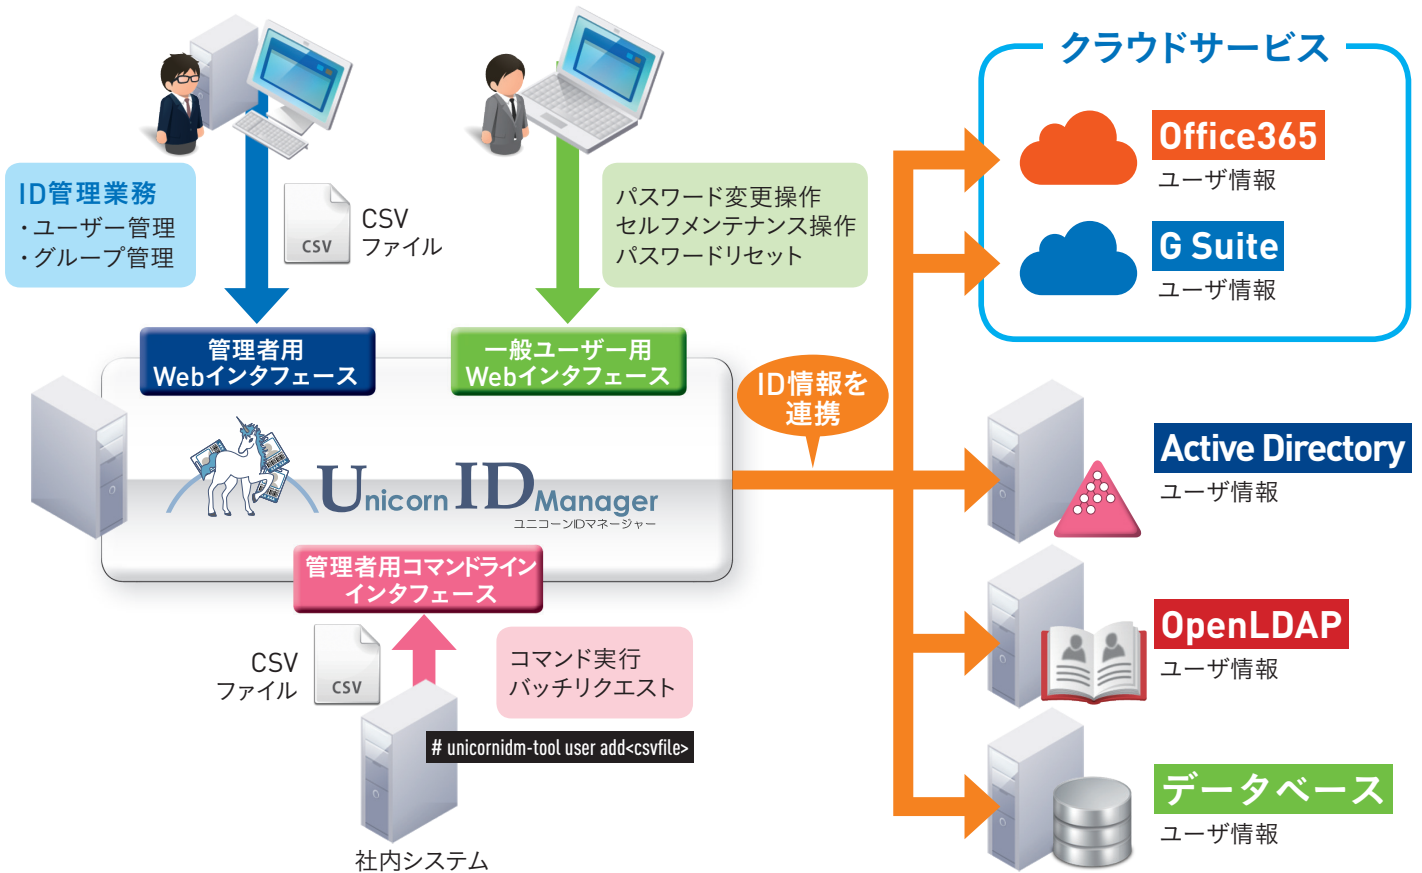 ID管理業務
・ユーザー管理
・グループ管理
CSV
CSV
ファイル
パスワード変更操作
セルフメンテナンス操作
パスワードリセット
管理者用
Webインタフェース
一般ユーザー用
Webインタフェース
Unicorn ID Manager
ユニコーンIDマネージャー
管理者用コマンドライン
インタフェース
CSV
ファイル
CSV
コマンド実行
バッチリクエスト
# unicornidm-tool user add<csvfile>
社内システム
ID情報を
連携
クラウドサービス
Office365
ユーザ情報
G Suite
ユーザ情報
Active Directory
ユーザ情報
OpenLDAP
ユーザ情報
データベース
ユーザ情報